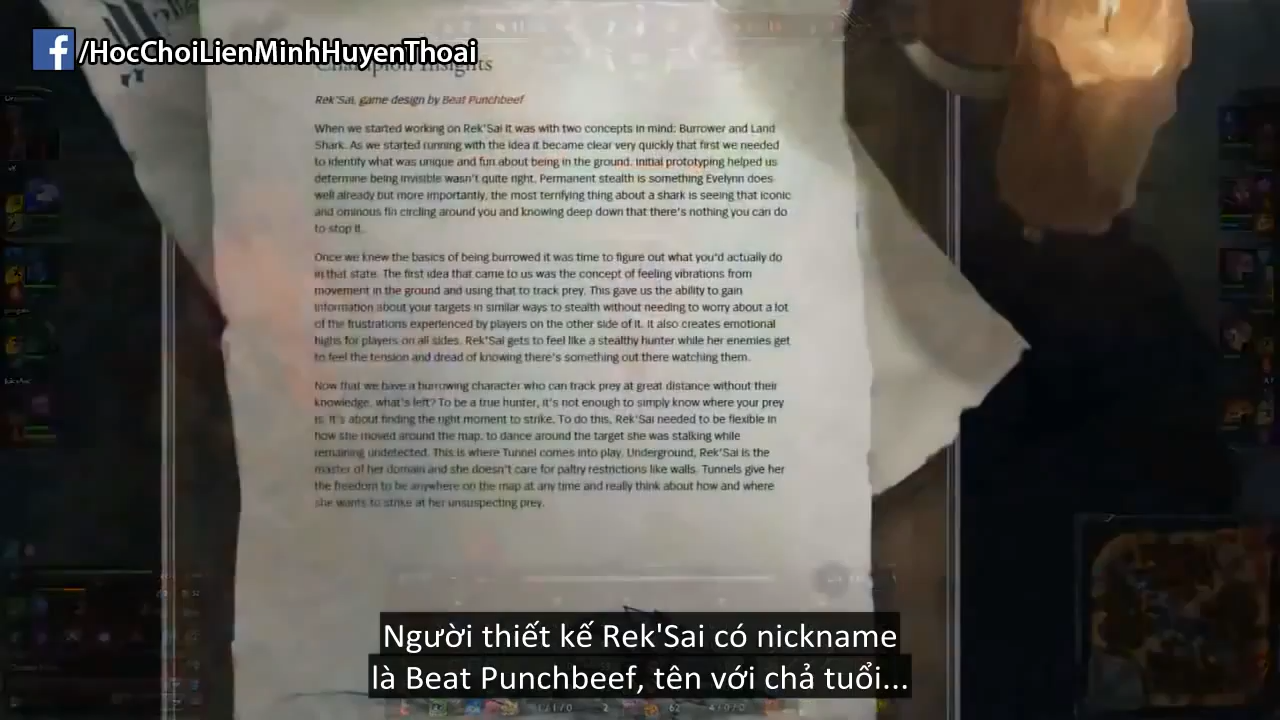 /HocChoiLienMinhHuyenThoai
Champion Insights
Rek'Sai, game design by Beat Punchbeef
When we started working on Rek'Sai it was with two concepts in mind: Burrower and Land
Shark. As we started running with the idea it became clear very quickly that first we needed
to identify what was unique and fun about being in the ground. Initial prototyping helped us
determine being invisible wasn't quite right. Permanent stealth is something Evelynn does
well already but more importantly, the most terrifying thing about a shark is seeing that iconic
and ominous fin circling around you and knowing deep down that there's nothing you can do
to stop it.
Once we knew the basics of being burrowed it was time to figure out what you'd actually do
in that state. The first idea that came to us was the concept of feeling vibrations from
movement in the ground and using that to track prey. This gave us the ability to gain
information about your targets in similar ways to stealth without needing to worry about a lot
of the frustrations experienced by players on the other side of it. It also creates emotional
highs for players on all sides. Rek'Sai gets to feel like a stealthy hunter while her enemies get
to feel the tension and dread of knowing there's something out there watching them.
Now that we have a burrowing character who can track prey at great distance without their
knowledge, what's left? To be a true hunter, it's not enough to simply know where your prey
is. It's about finding the right moment to strike. To do this, Rek'Sai needed to be flexible in
how she moved around the map, to dance around the target she was stalking while
remaining undetected. This is where Tunnel comes into play. Underground, Rek'Sai is the
master of her domain and she doesn't care for paltry restrictions like walls. Tunnels give her
the freedom to be anywhere on the map at any time and really think about how and where
she wants to strike at her unsuspecting prey.
Người thiết kế Rek'Sai có nickname
là Beat Punchbeef, tên với chả tuổi...